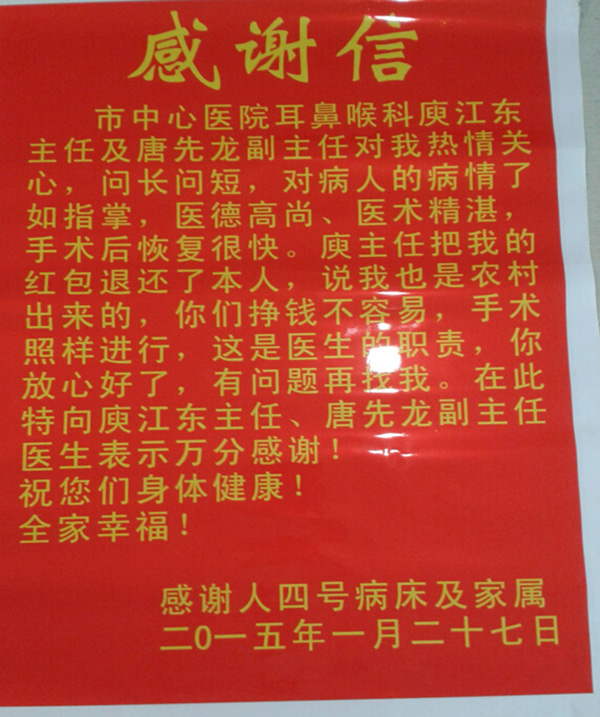 感谢信
市中心医院耳鼻喉科庾江东
主任及唐先龙副主任对我热情关
心，问长问短，对病人的病情了
如指掌，医德高尚、医术精湛，
手术后恢复很快。庾主任把我的
红包退还了本人，说我也是农村
出来的，你们挣钱不容易，手术
照样进行，这是医生的职责，你
放心好了，有问题再找我。在此
特向庾江东主任、唐先龙副主任
医生表示万分感谢！
祝您们身体健康！
全家幸福！
感谢人四号病床及家属
二0一五年一月二十七日